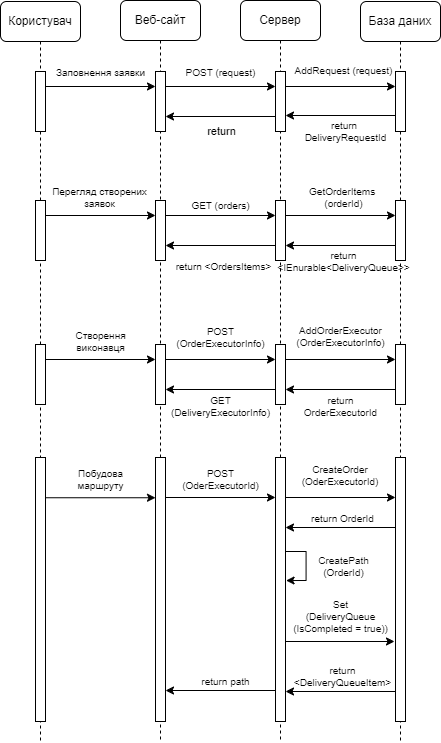 Користувач
Веб-сайт
Сервер
База даних
Заповнення заявки
POST (request)
AddRequest (request)
return
return
DeliveryRequestId
Перегляд створених
заявок
GET (orders)
GetOrderItems
(orderId)
return <OrdersItems>
return
<IEnurable<DeliveryQueue>>
Створення
виконавця
POST
(OrderExecutorInfo)
AddOrderExecutor
(OrderExecutorInfo)
GET
(DeliveryExecutorInfo)
return
OrderExecutorId
Побудова
маршруту
POST
(OderExecutorId)
CreateOrder
(OderExecutorId)
return OrderId
CreatePath
(OrderId)
Set
(DeliveryQueue
(IsCompleted = true))
return path
return
<DeliveryQueueItem>